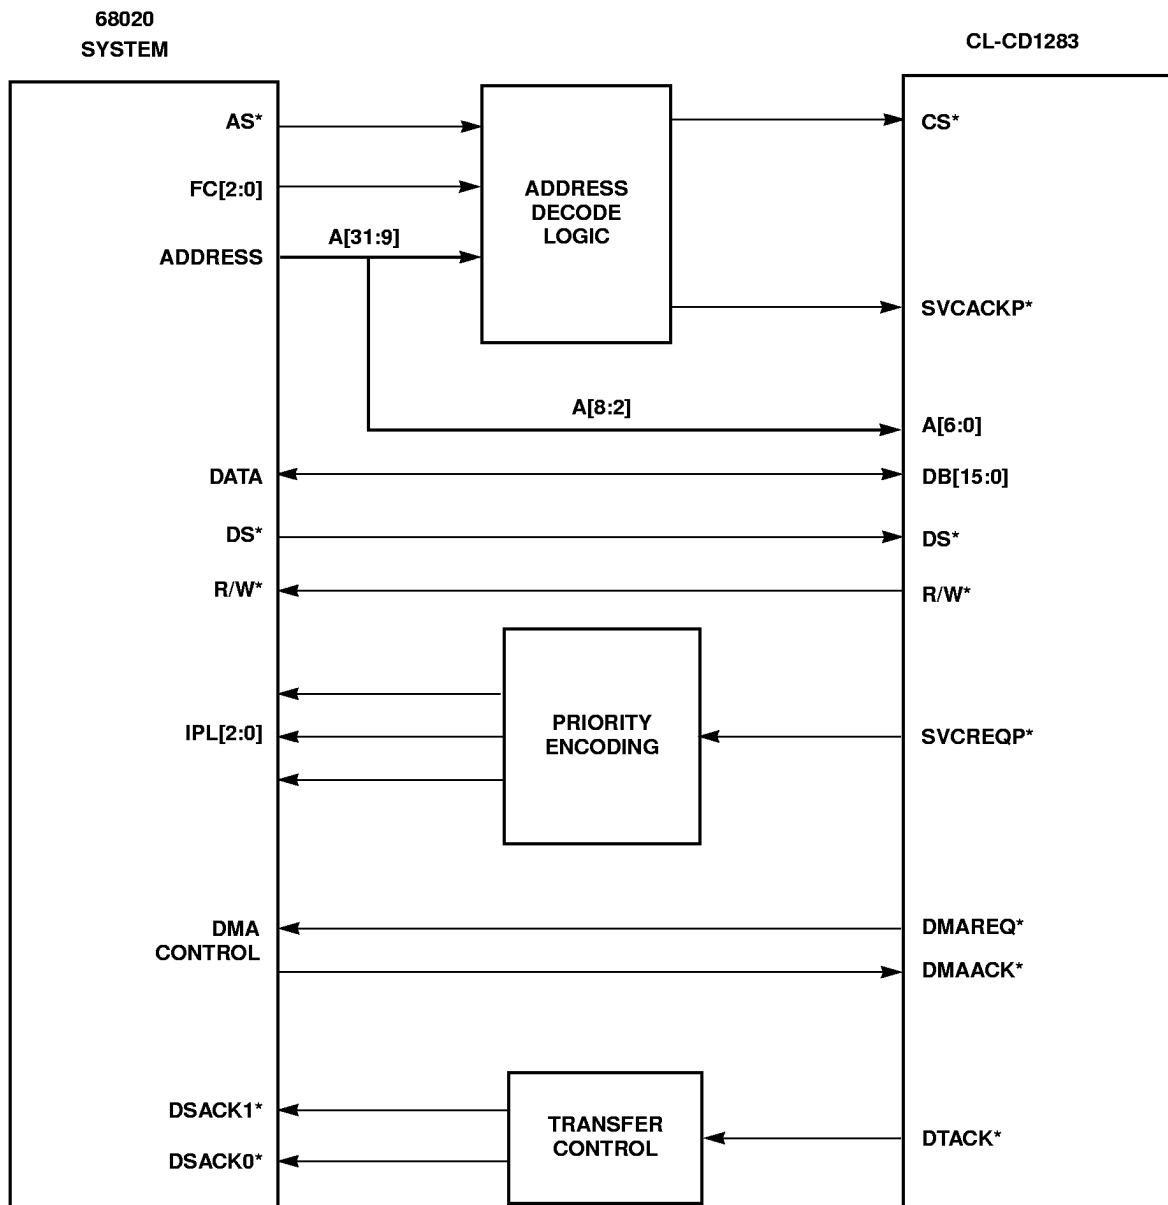 68020
SYSTEM
CL-CD1283
AS*
CS*
FC[2:0]
ADDRESS
DECODE
LOGIC
A[31:9]
ADDRESS
SVCACKP*
A[8:2]
A[6:0]
DATA
DB[15:0]
DS*
DS*
R/W*
R/W*
IPL[2:0]
PRIORITY
ENCODING
SVCREQP*
DMA
CONTROL
DMAREQ*
DMAACK*
DSACK1*
TRANSFER
CONTROL
DTACK*
DSACK0*